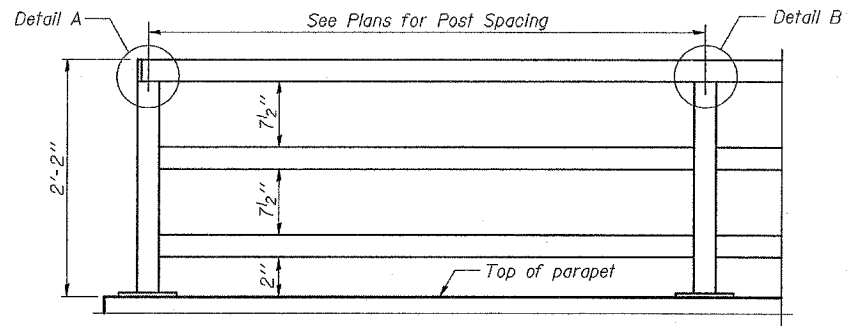 Detail A
See Plans for Post Spacing
Detail B
2'-2"
7½"
7½"
2"
Top of parapet